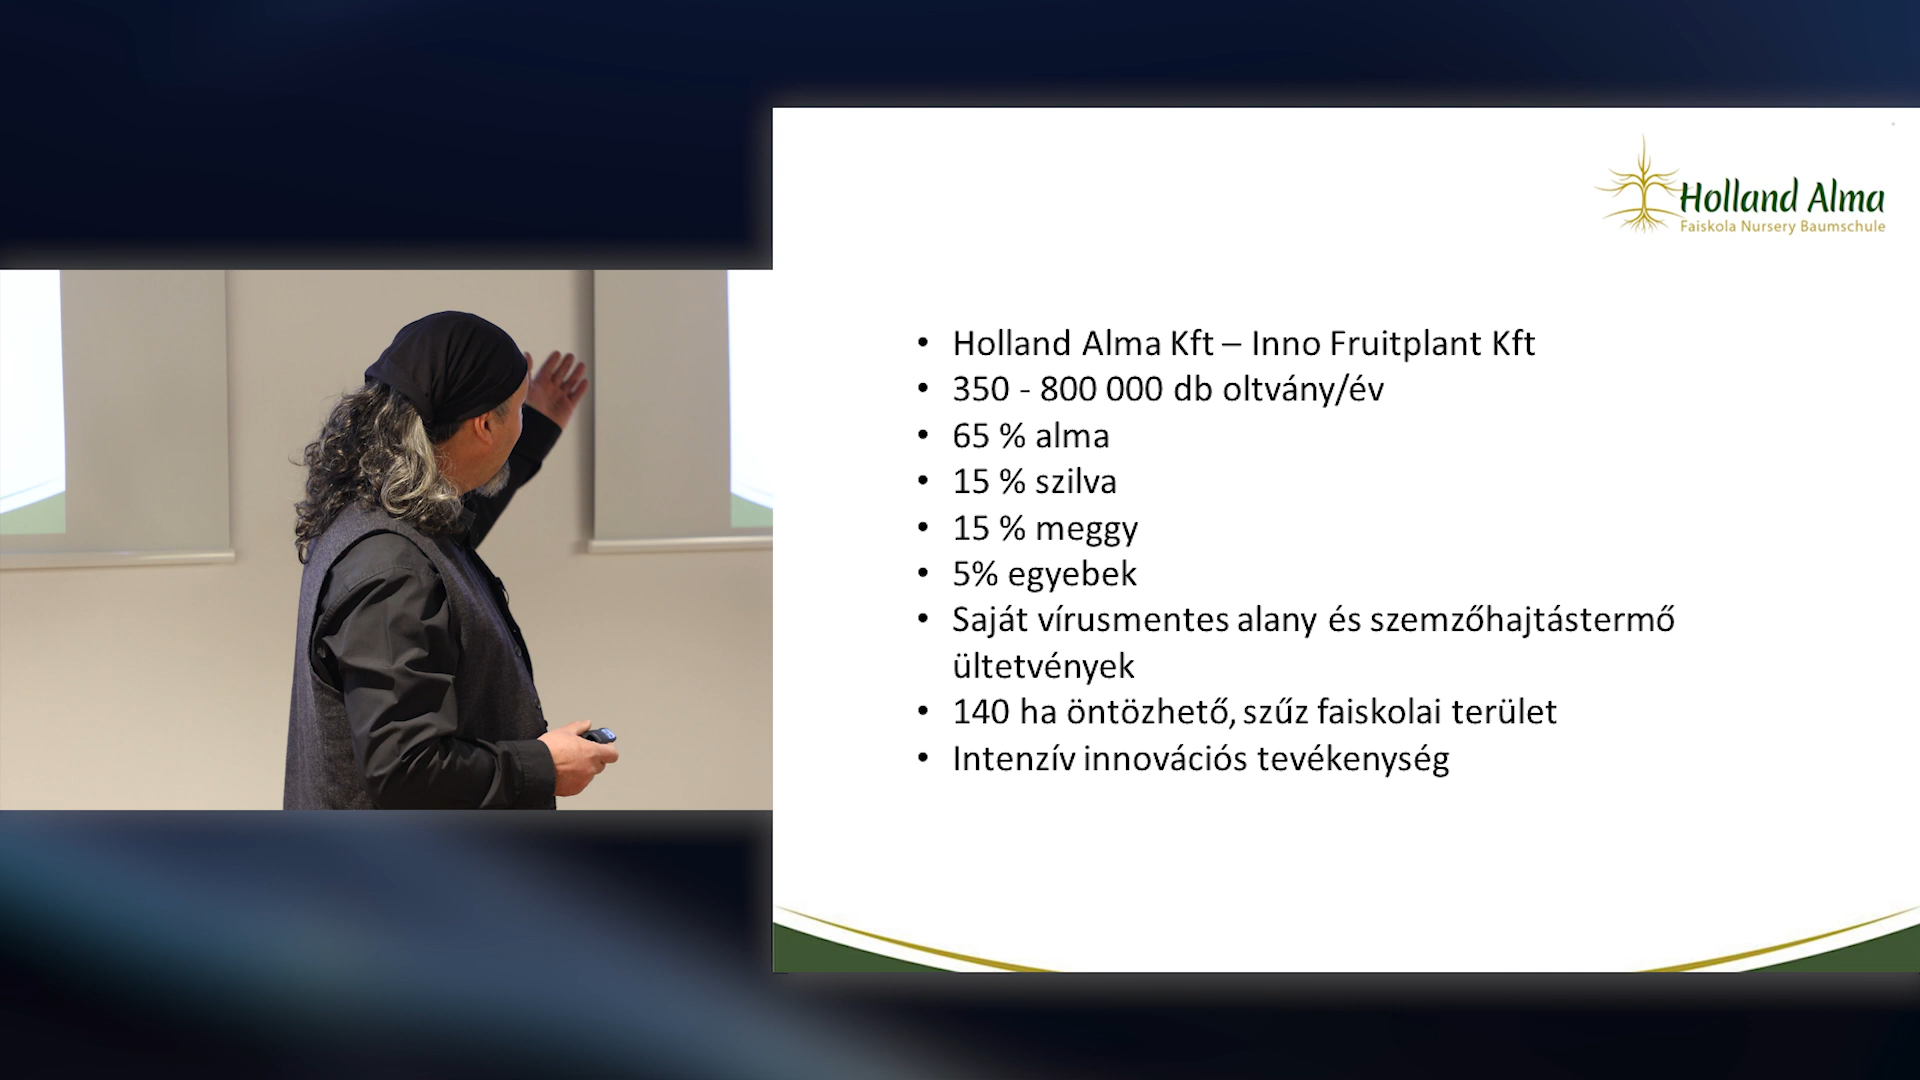 Holland Alma
Faiskola Nursery Baumschule
• Holland Alma Kft – Inno Fruitplant Kft
• 350 - 800 000 db oltvány/év
• 65 % alma
• 15 % szilva
• 15 % meggy
• 5% egyebek
• Saját vírusmentes alany és szemzőhajtástermő
ültetvények
• 140 ha öntözhető, szűz faiskolai terület
• Intenzív innovációs tevékenység